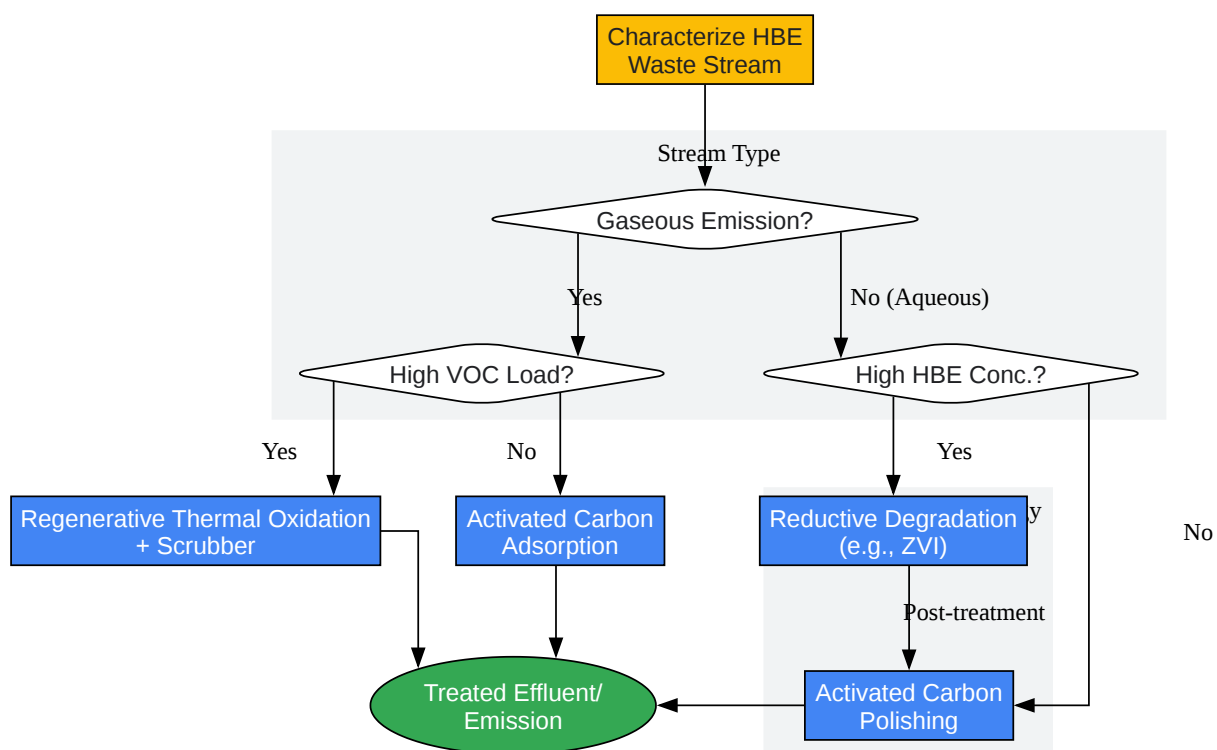 Characterize HBE
Waste Stream
Stream Type
Gaseous Emission?
Yes
No (Aqueous)
High VOC Load?
High HBE Conc.?
Yes
No
Yes
No
Regenerative Thermal Oxidation
+ Scrubber
Activated Carbon
Adsorption
Reductive Degradation
(e.g., ZVI)
Post-treatment
Treated Effluent/
Emission
Activated Carbon
Polishing